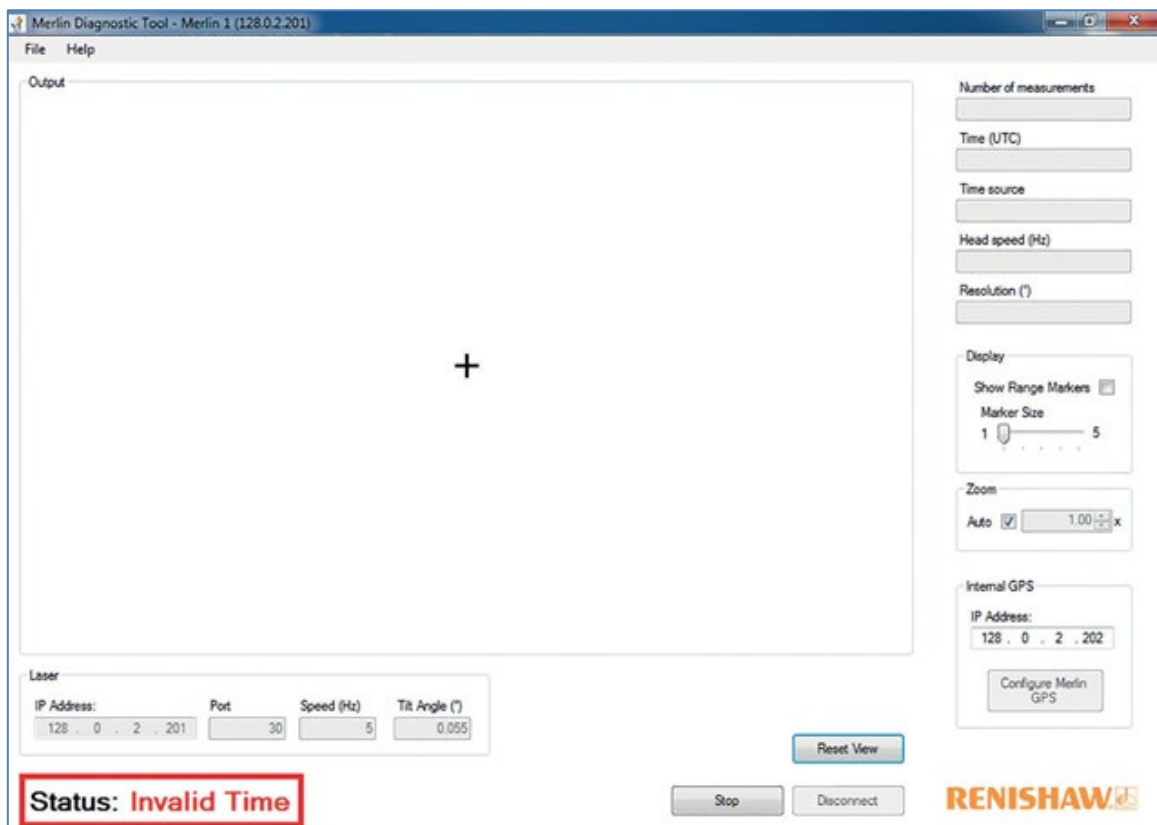 Merlin Diagnostic Tool - Merlin 1 (128.0.2.201)
File Help
Output
Number of measurements
Time (UTC)
Time source
Head speed (Hz)
Resolution (°)
Display
Show Range Markers
Marker Size
1 5
Zoom
Auto 1.00 x
Internal GPS
IP Address:
128 . 0 . 2 . 202
Configure Merlin
GPS
Laser
IP Address: Port Speed (Hz) Tilt Angle (°)
128 . 0 . 2 . 201 30 5 0.055
Reset View
Status: Invalid Time
Stop Disconnect
RENISHAW.